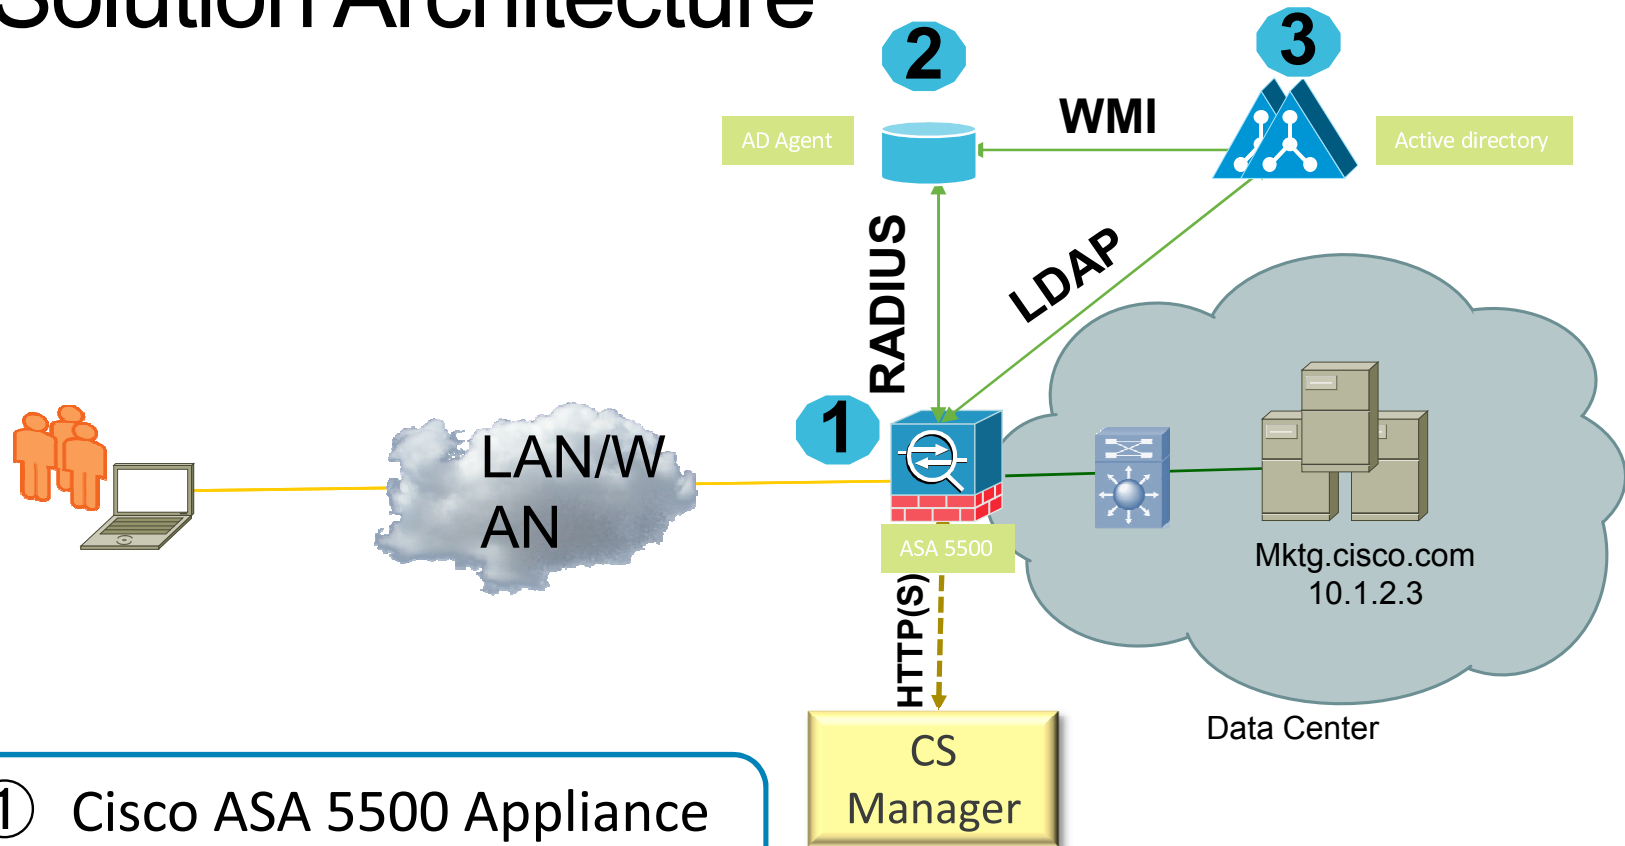 Solution Architecture
2
3
WMI
AD Agent
Active directory
RADIUS
LDAP
1
LAN/W
AN
ASA 5500
Mktg.cisco.com
10.1.2.3
HTTP(S)
Data Center
CS
Manager
① Cisco ASA 5500 Appliance